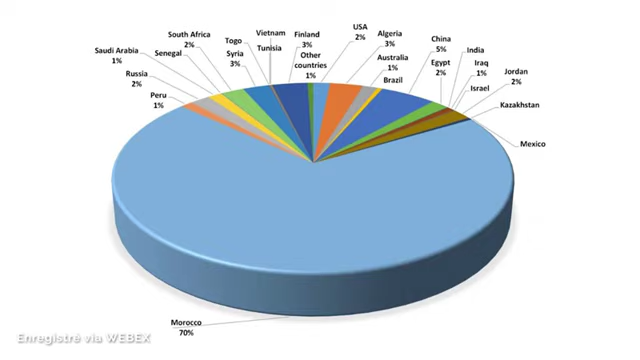 USA
2%
Algeria
3%
Australia
1%
Brazil
China
5%
Egypt
2%
India
Iraq
1%
Israel
Jordan
2%
Kazakhstan
Mexico
Morocco
70%
Peru
1%
Russia
2%
Saudi Arabia
1%
Senegal
South Africa
2%
Syria
3%
Togo
Tunisia
Vietnam
Finland
3%
Other
countries
1%
Enregistré via WEBEX